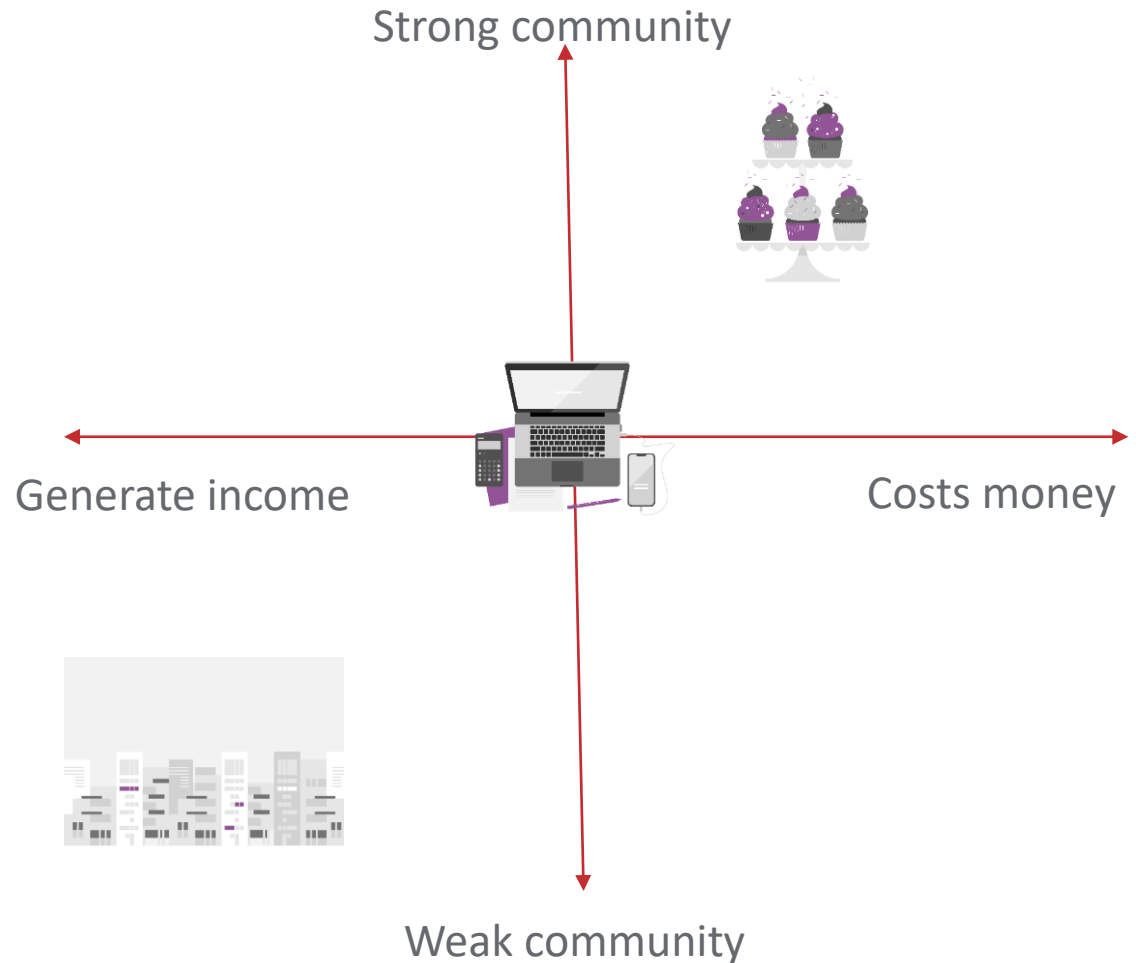 Strong community
Generate income
Costs money
Weak community